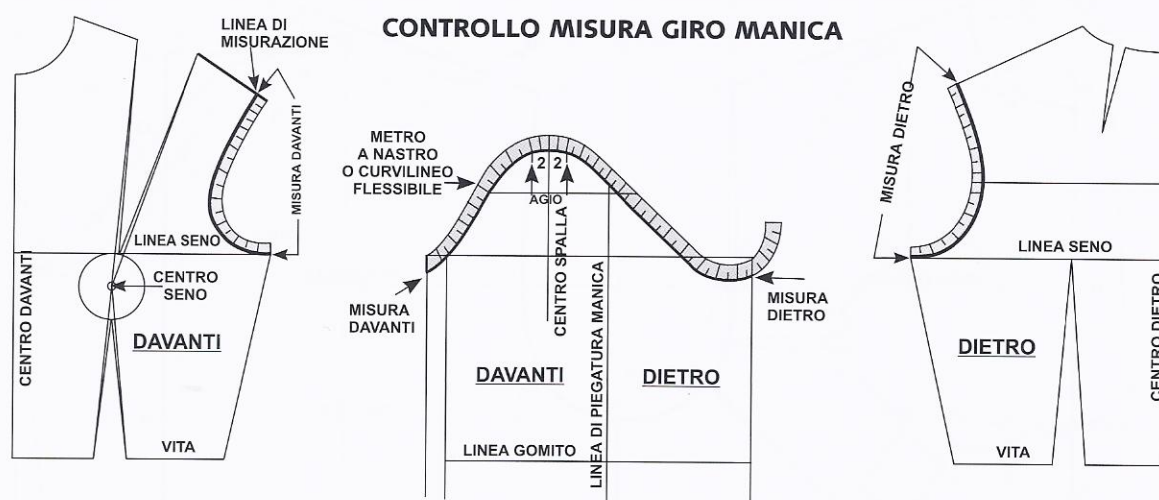 CONTROLLO MISURA GIRO MANICA
LINEA DI
MISURAZIONE
MISURA DAVANTI
LINEA SENO
CENTRO
SENO
CENTRO DAVANTI
DAVANTI
VITA
METRO
A NASTRO
O CURVILINEO
FLESSIBILE
2 2
AGIO
CENTRO SPALLA
LINEA DI PIEGATURA MANICA
MISURA
DAVANTI
MISURA
DIETRO
DAVANTI
DIETRO
LINEA GOMITO
MISURA DIETRO
LINEA SENO
DIETRO
CENTRO DIETRO
VITA